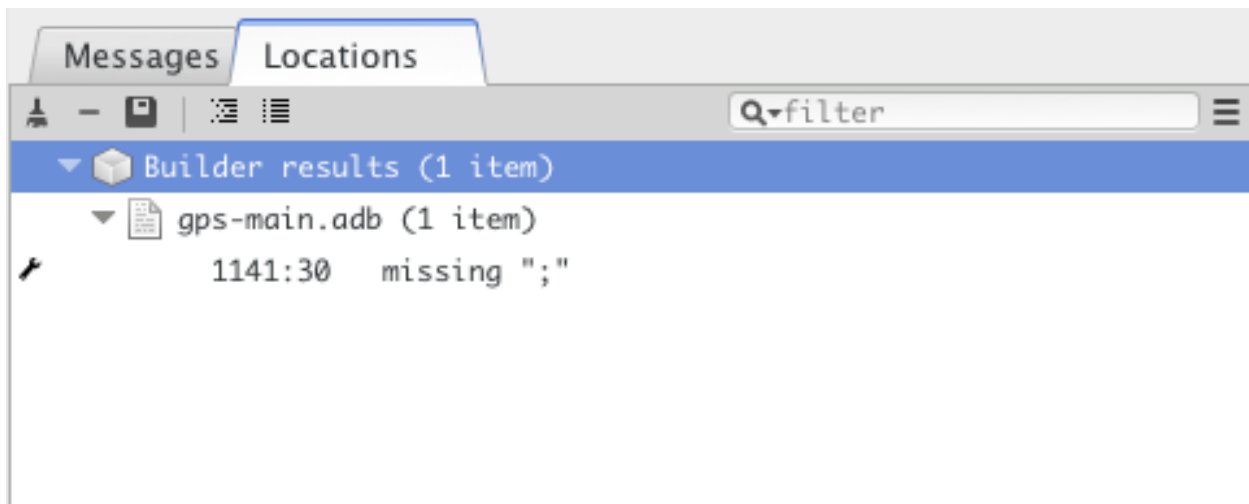 Messages Locations
filter
Builder results (1 item)
gps-main.adb (1 item)
1141:30 missing ";"